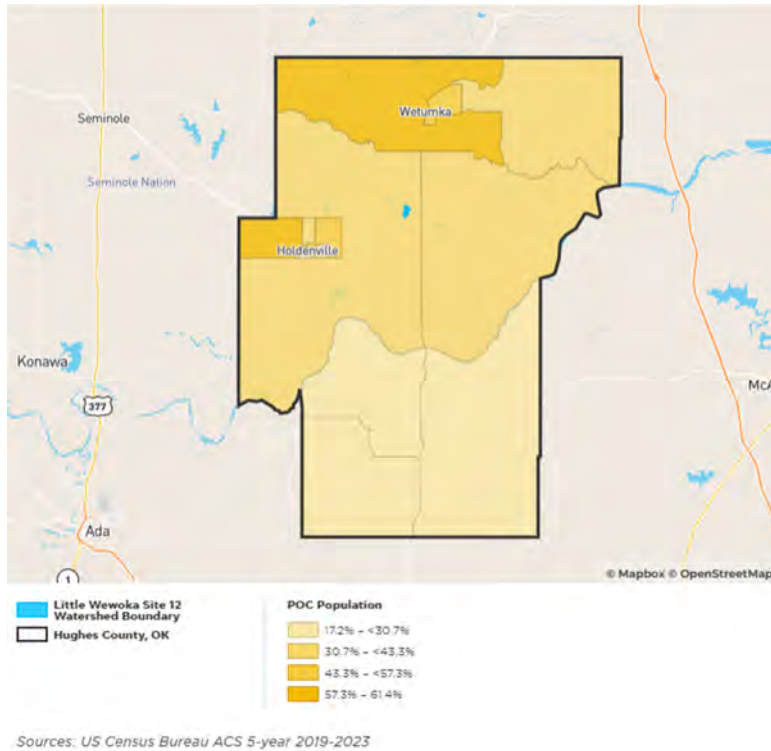 Seminole
Wetumka
Seminole Nation
Holdenville
Konawa
McA
377
Ada
1
© Mapbox © OpenStreetMap
Little Wewoka Site 12
Watershed Boundary
Hughes County, OK
POC Population
17.2% – <30.7%
30.7% – <43.3%
43.3% – <57.3%
57.3% – 61.4%
Sources: US Census Bureau ACS 5-year 2019-2023